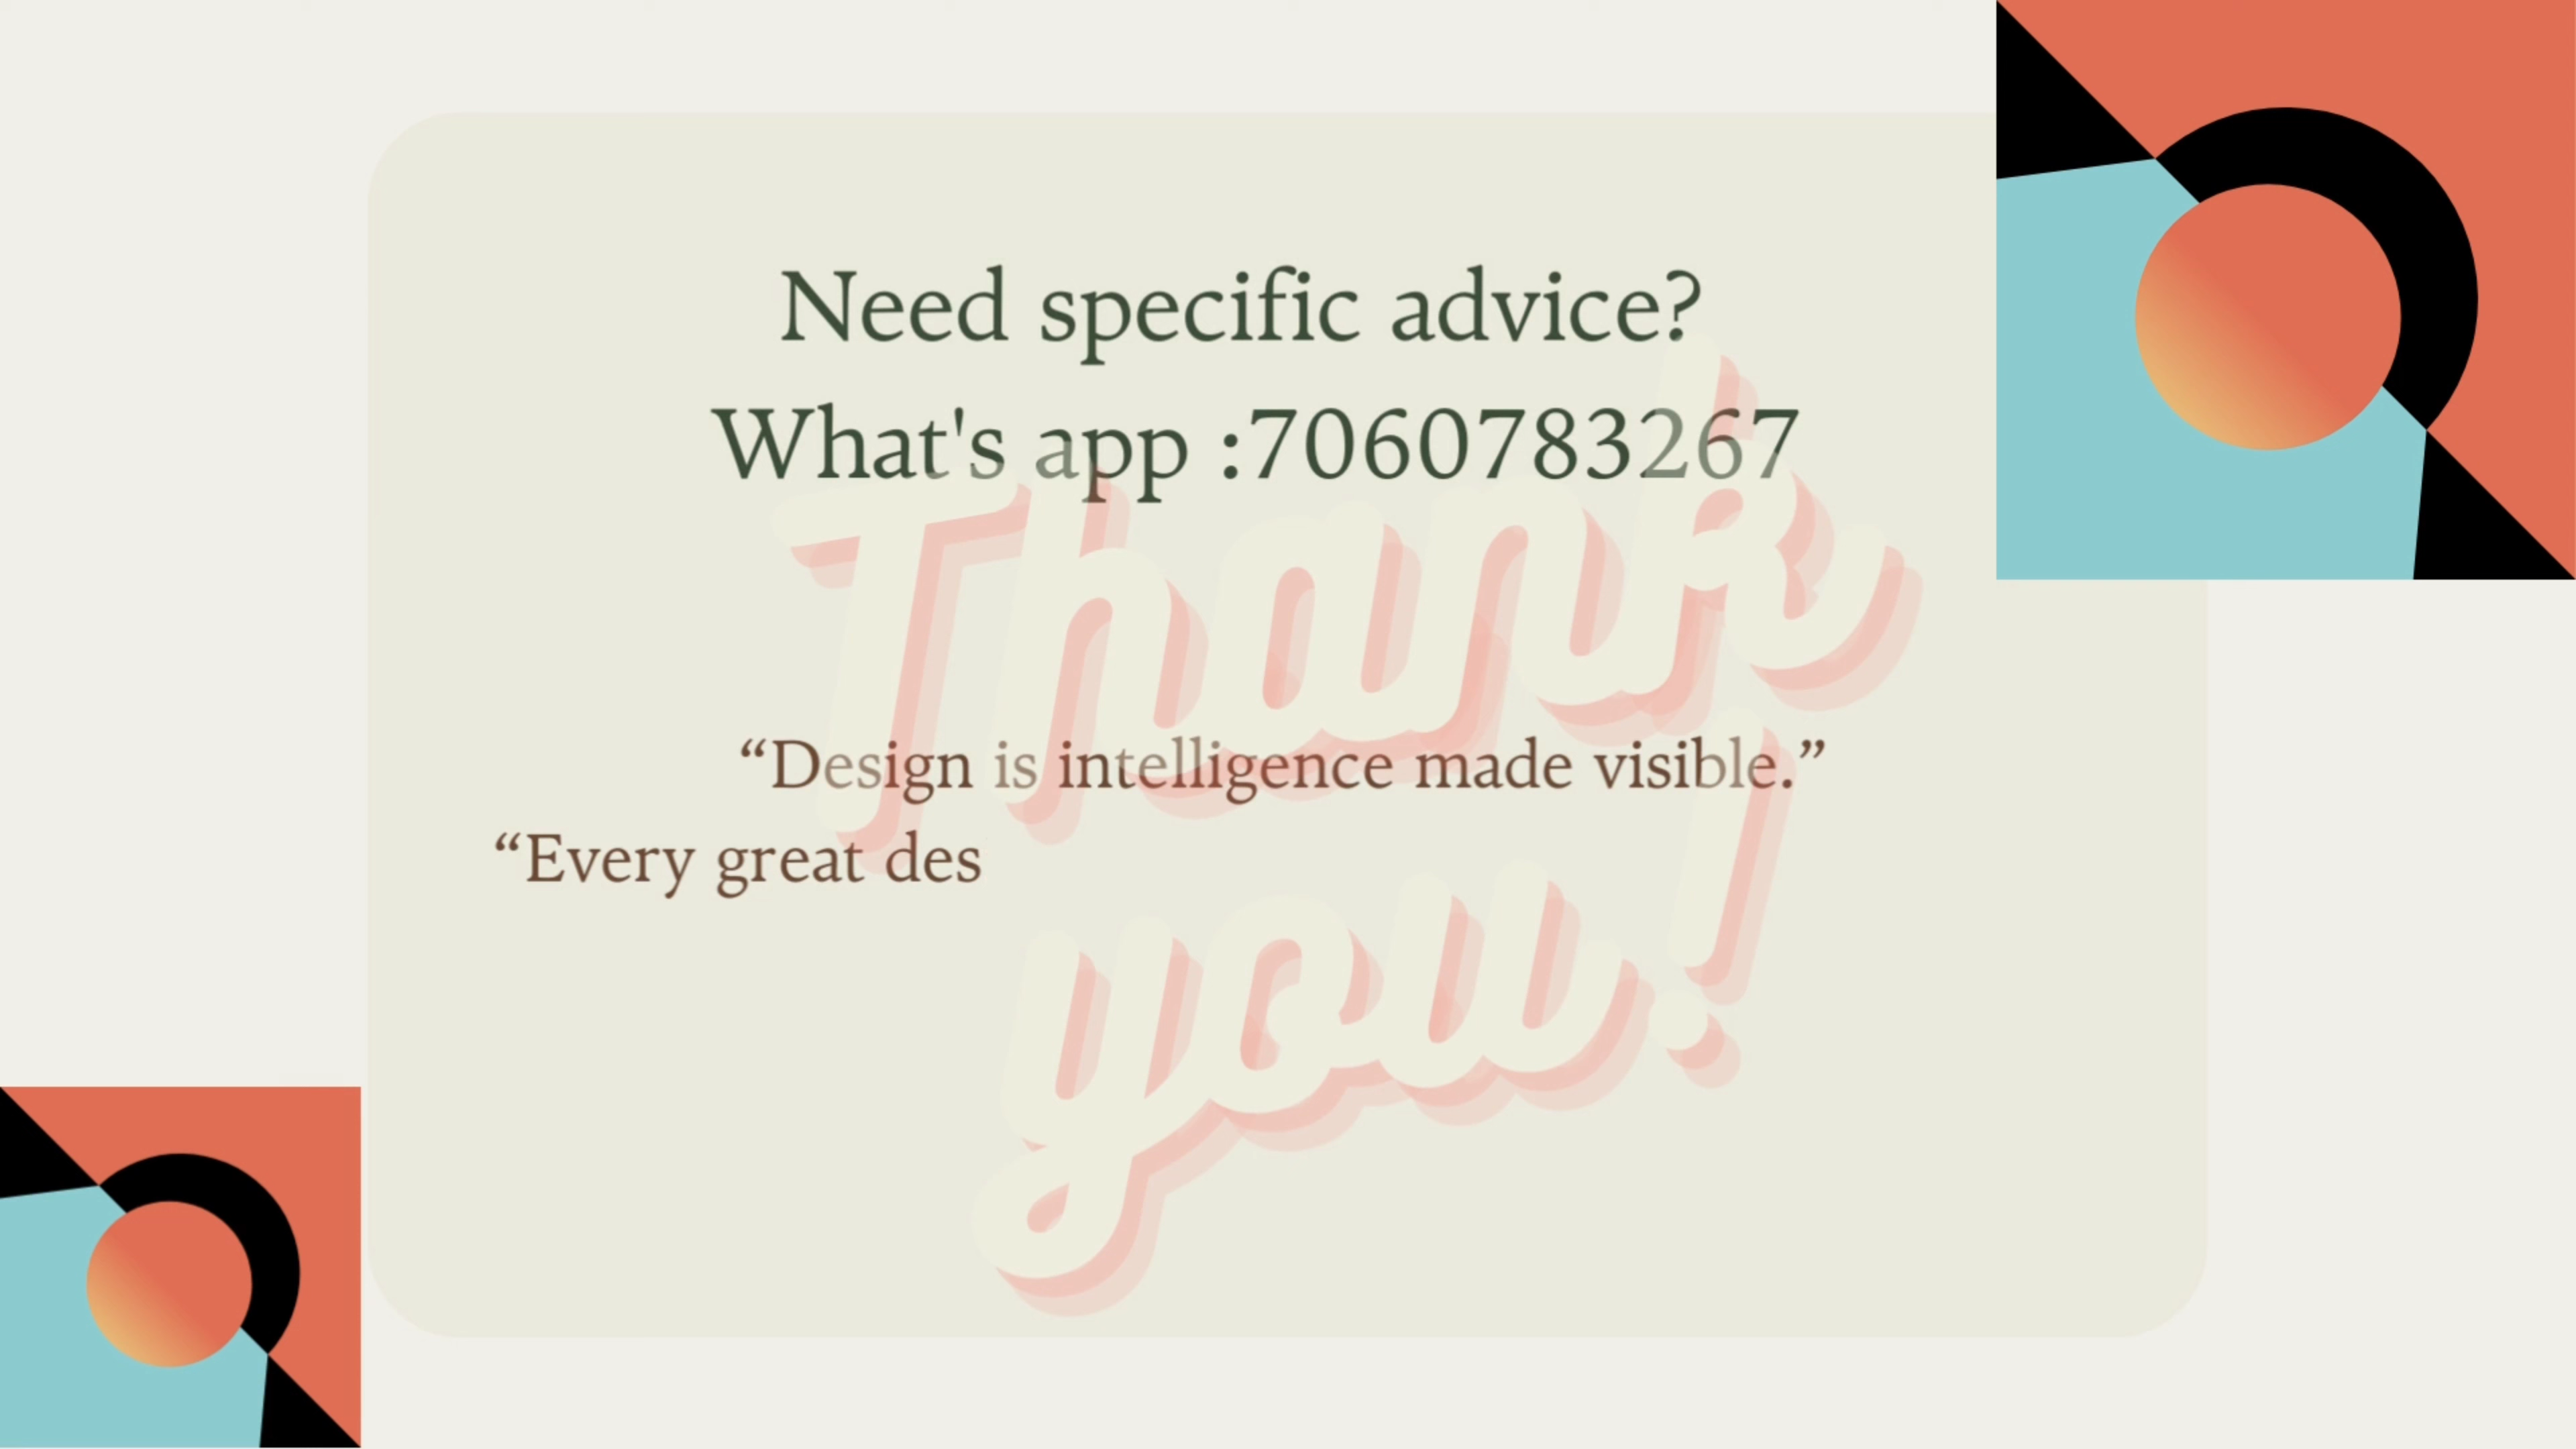 Need specific advice?
What's app :7060783267
Thank
“Design is intelligence made visible.”
“Every great des
you!